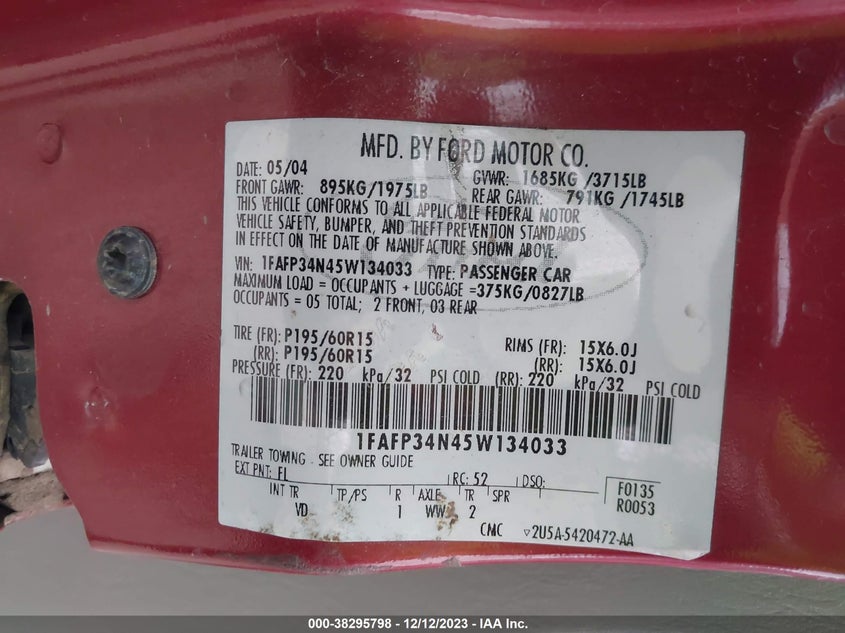 MFD. BY FORD MOTOR CO.
DATE: 05/04 GVWR: 1685KG /3715LB
FRONT GAWR: 895KG/1975LB REAR GAWR: 791KG /1745LB
THIS VEHICLE CONFORMS TO ALL APPLICABLE FEDERAL MOTOR
VEHICLE SAFETY, BUMPER, AND THEFT PREVENTION STANDARDS
IN EFFECT ON THE DATE OF MANUFACTURE SHOWN ABOVE.
VIN: 1FAFP34N45W134033 TYPE: PASSENGER CAR
MAXIMUM LOAD = OCCUPANTS + LUGGAGE =375KG/0827LB
OCCUPANTS = 05 TOTAL; 2 FRONT, 03 REAR
TIRE (FR): P195/60R15 RIMS (FR): 15X6.0J
(RR): P195/60R15 (RR): 15X6.0J
PRESSURE (FR): 220 kPa/32 PSI COLD (RR): 220 kPa/32 PSI COLD
1FAFP34N45W134033
TRAILER TOWING - SEE OWNER GUIDE
EXT PNT: FL RC: 52 DSO: F0135
INT TR TP/PS R AXLE TR SPR R0053
VD 1 WW 2
CMC ▽2U5A-5420472-AA
000-38295798 - 12/12/2023 - IAAI Inc.